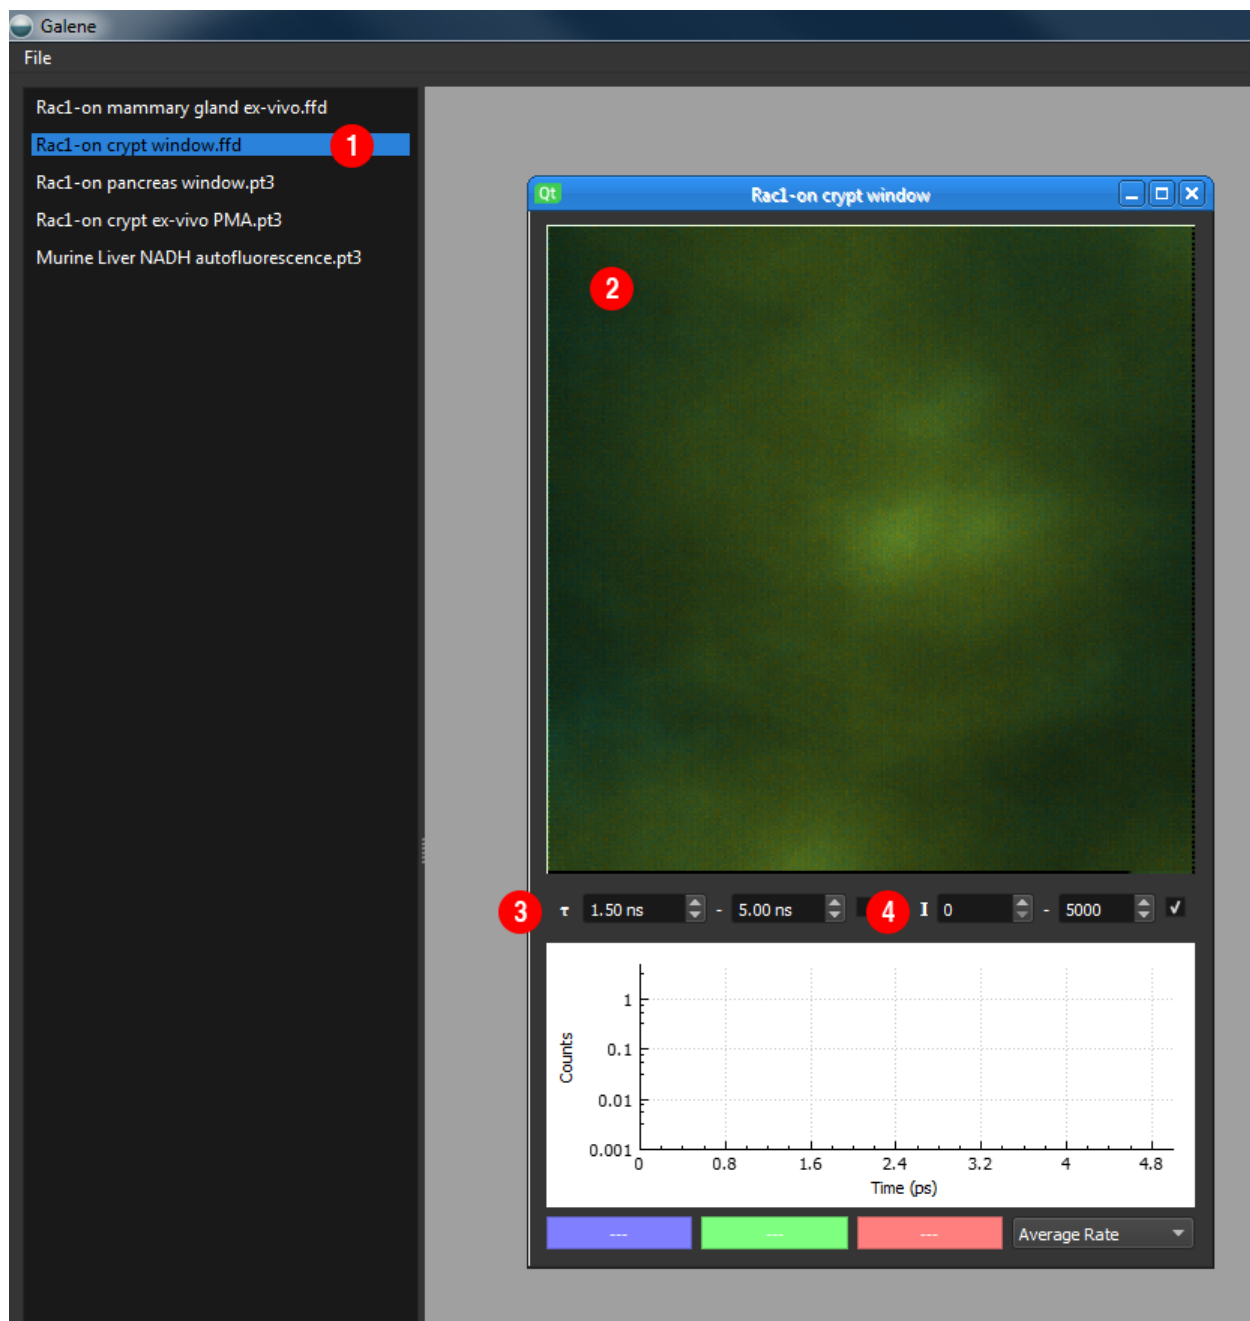 Galene
File
Rac1-on mammary gland ex-vivo.ffd
Rac1-on crypt window.ffd 1
Rac1-on pancreas window.pt3
Rac1-on crypt ex-vivo PMA.pt3
Murine Liver NADH autofluorescence.pt3
Qt Rac1-on crypt window
2
3 τ 1.50 ns - 5.00 ns 4 I 0 - 5000
1
0.1
0.01
0.001
Counts
0 0.8 1.6 2.4 3.2 4 4.8
Time (ps)
--- --- --- Average Rate